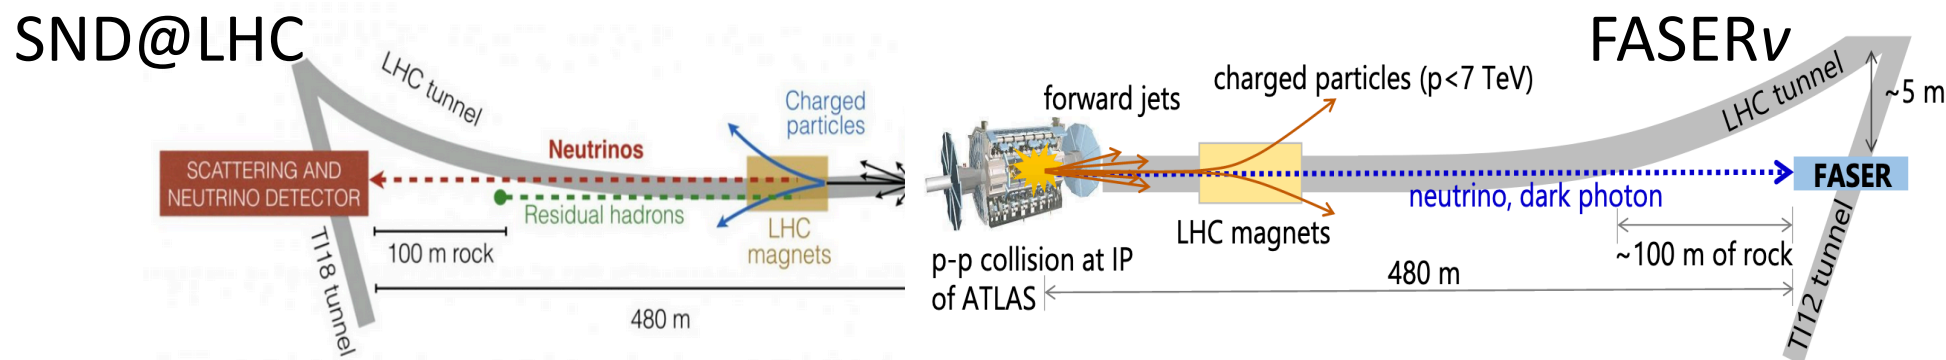 SND@LHC
LHC tunnel
Charged
particles
Neutrinos
SCATTERING AND
NEUTRINO DETECTOR
Residual hadrons
LHC
magnets
100 m rock
TI18 tunnel
480 m
FASERν
charged particles (p<7 TeV)
forward jets
LHC tunnel
~5 m
FASER
neutrino, dark photon
LHC magnets
~100 m of rock
p-p collision at IP
of ATLAS
480 m
TI12 tunnel